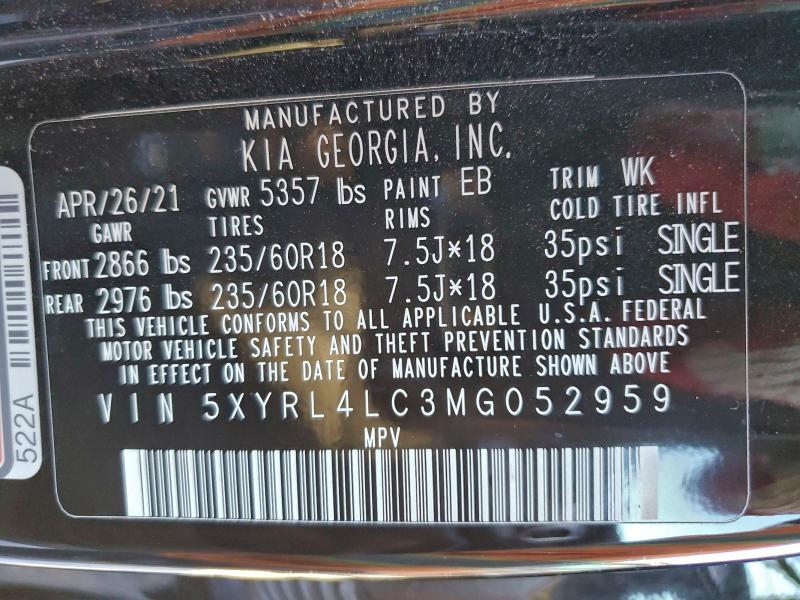 MANUFACTURED BY
KIA GEORGIA, INC.
APR/26/21 GVWR 5357 lbs PAINT EB TRIM WK
GAWR TIRES RIMS COLD TIRE INFL
FRONT 2866 lbs 235/60R18 7.5J*18 35psi SINGLE
REAR 2976 lbs 235/60R18 7.5J*18 35psi SINGLE
THIS VEHICLE CONFORMS TO ALL APPLICABLE U.S.A. FEDERAL
MOTOR VEHICLE SAFETY AND THEFT PREVENTION STANDARDS
IN EFFECT ON THE DATE OF MANUFACTURE SHOWN ABOVE
VIN 5XYRL4LC3MG052959
MPV
522A